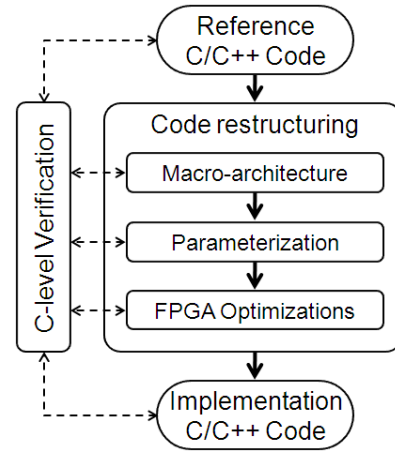 Reference
C/C++ Code
Code restructuring
Macro-architecture
Parameterization
FPGA Optimizations
C-level Verification
Implementation
C/C++ Code